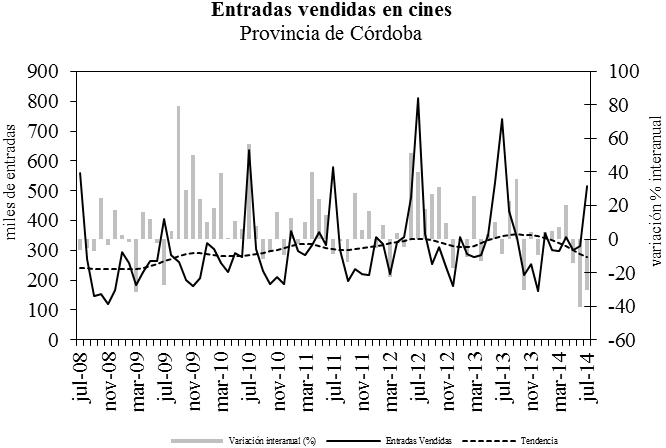 Entradas vendidas en cines
Provincia de Córdoba
miles de entradas
900
800
700
600
500
400
300
200
100
0
variación % interanual
100
80
60
40
20
0
-20
-40
-60
jul-08
nov-08
mar-09
jul-09
nov-09
mar-10
jul-10
nov-10
mar-11
jul-11
nov-11
mar-12
jul-12
nov-12
mar-13
jul-13
nov-13
mar-14
jul-14
Variación interanual (%) Entradas Vendidas Tendencia